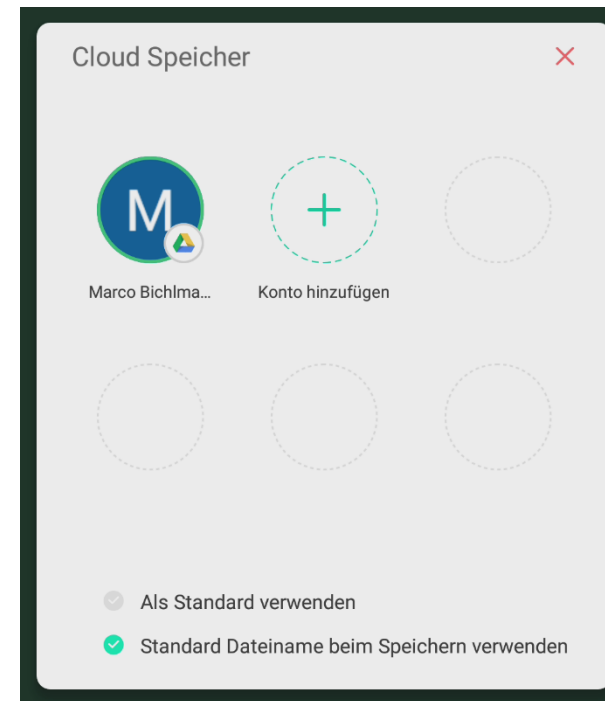 Cloud Speicher
M
Marco Bichlma...
Konto hinzufügen
Als Standard verwenden
Standard Dateiname beim Speichern verwenden